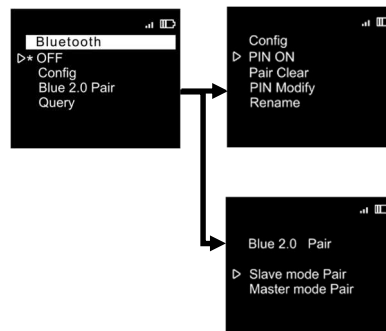 Bluetooth
* OFF
Config
Blue 2.0 Pair
Query
Config
PIN ON
Pair Clear
PIN Modify
Rename
Blue 2.0 Pair
Slave mode Pair
Master mode Pair